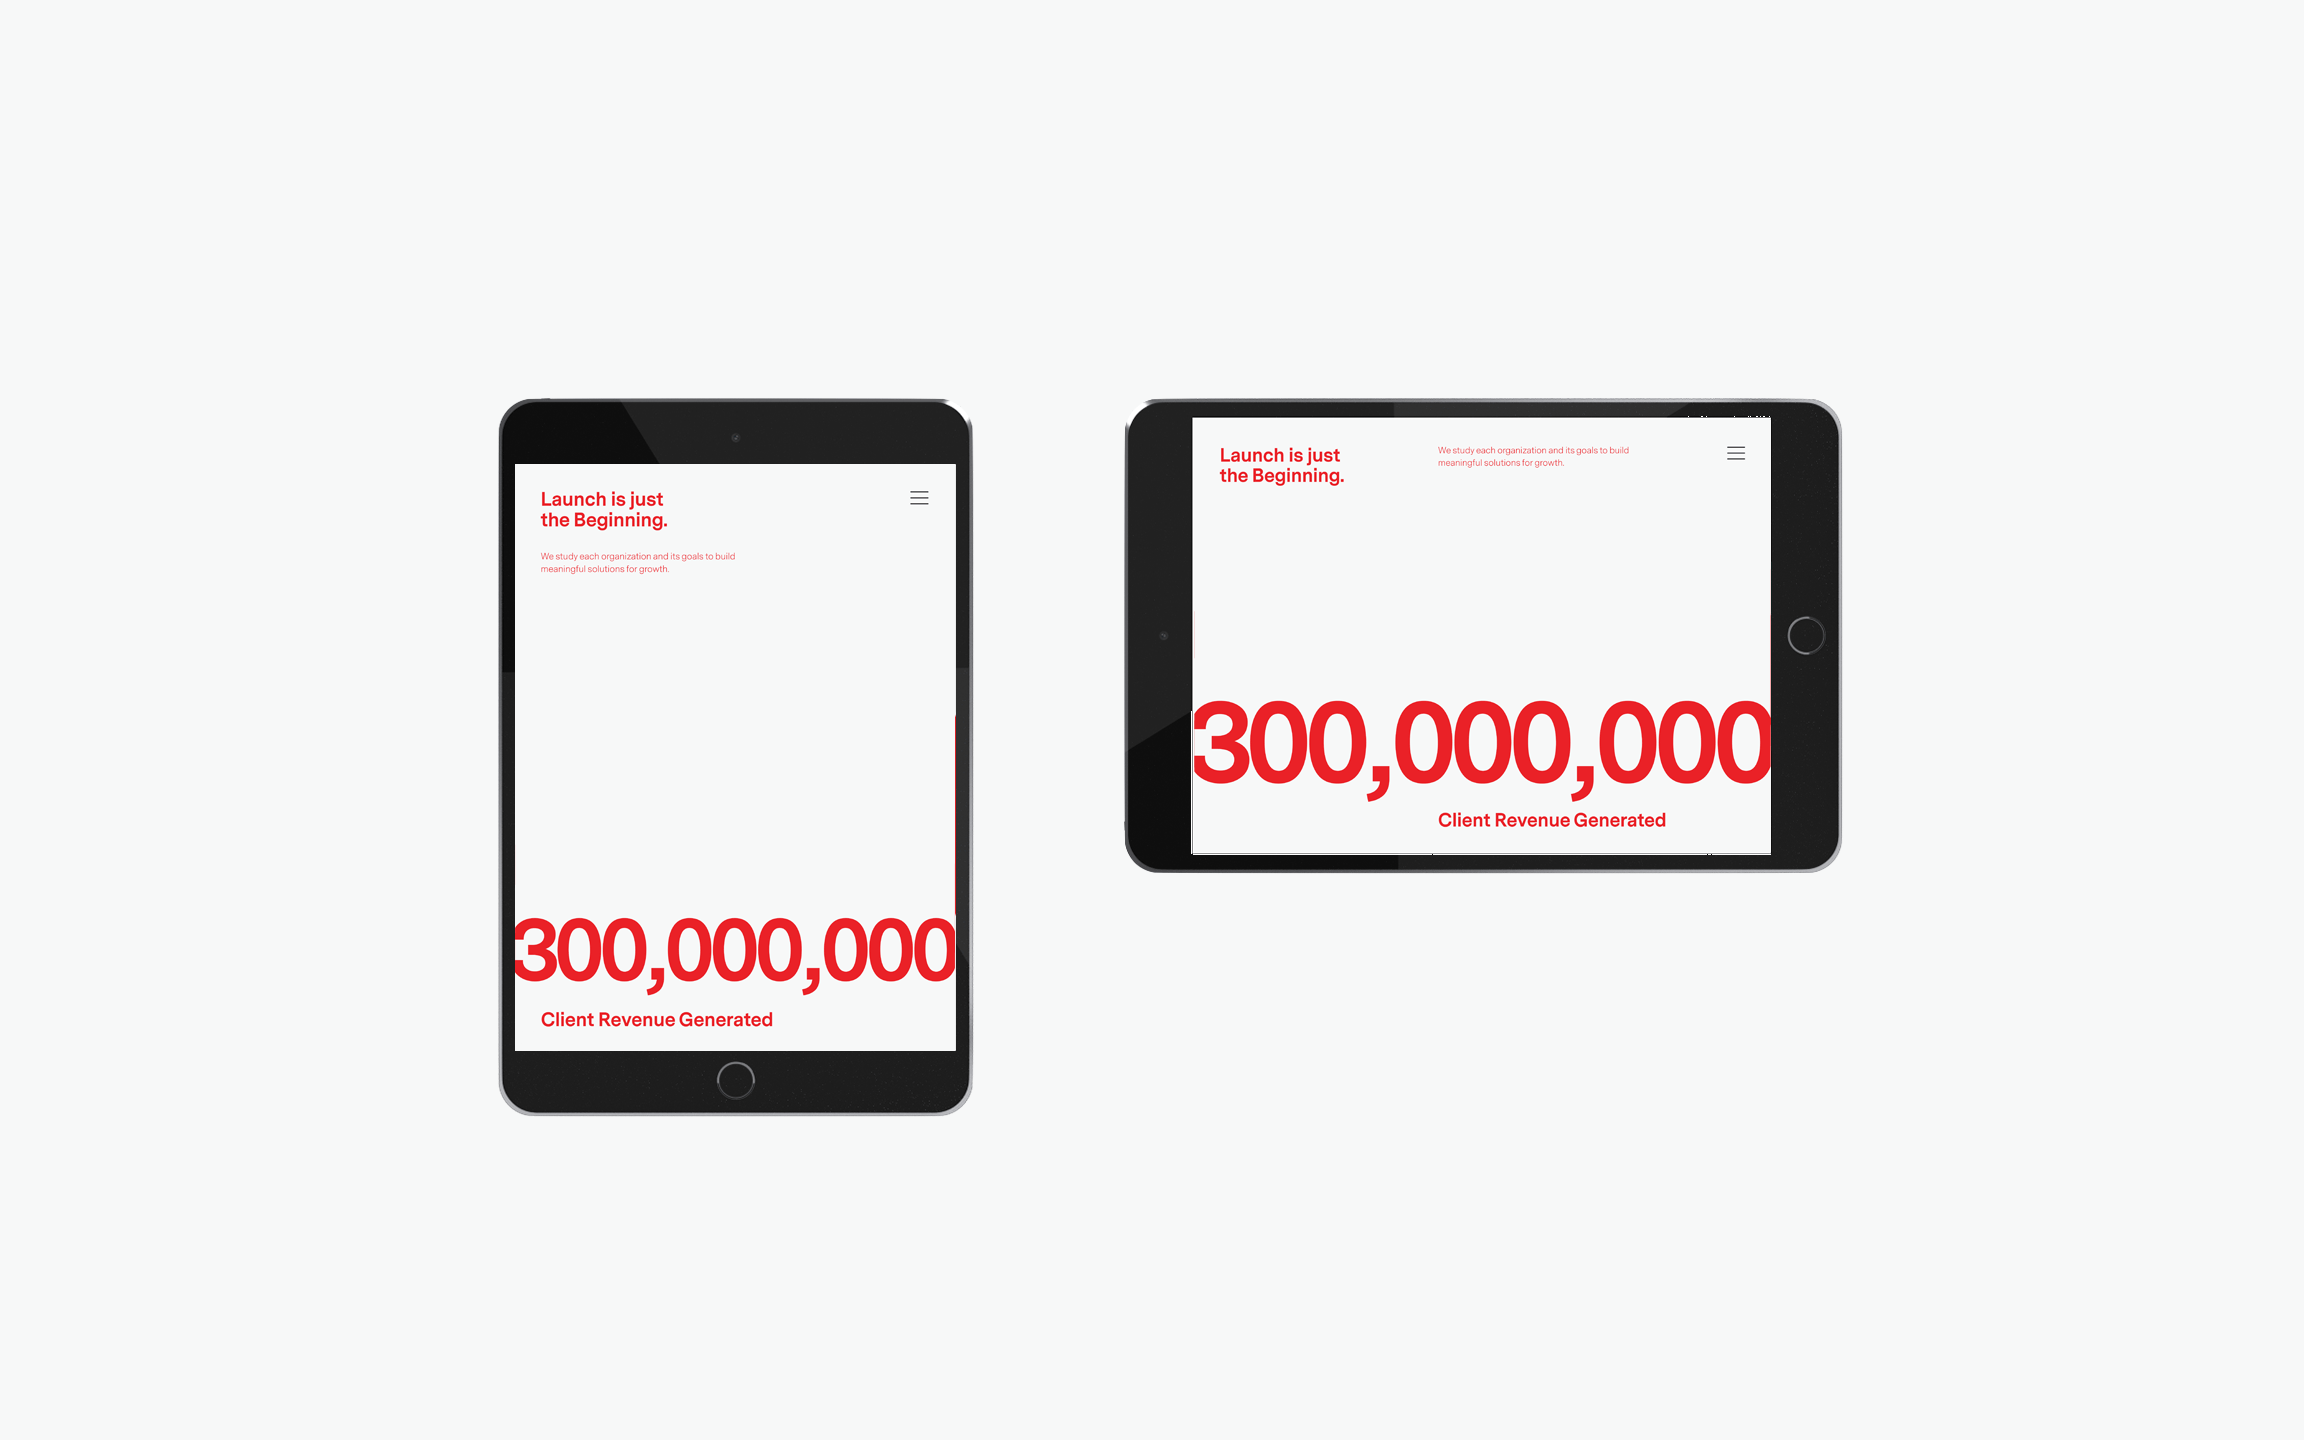 Launch is just
the Beginning.
We study each organization and its goals to build
meaningful solutions for growth.
300,000,000
Client Revenue Generated
Launch is just
the Beginning.
We study each organization and its goals to build
meaningful solutions for growth.
300,000,000
Client Revenue Generated